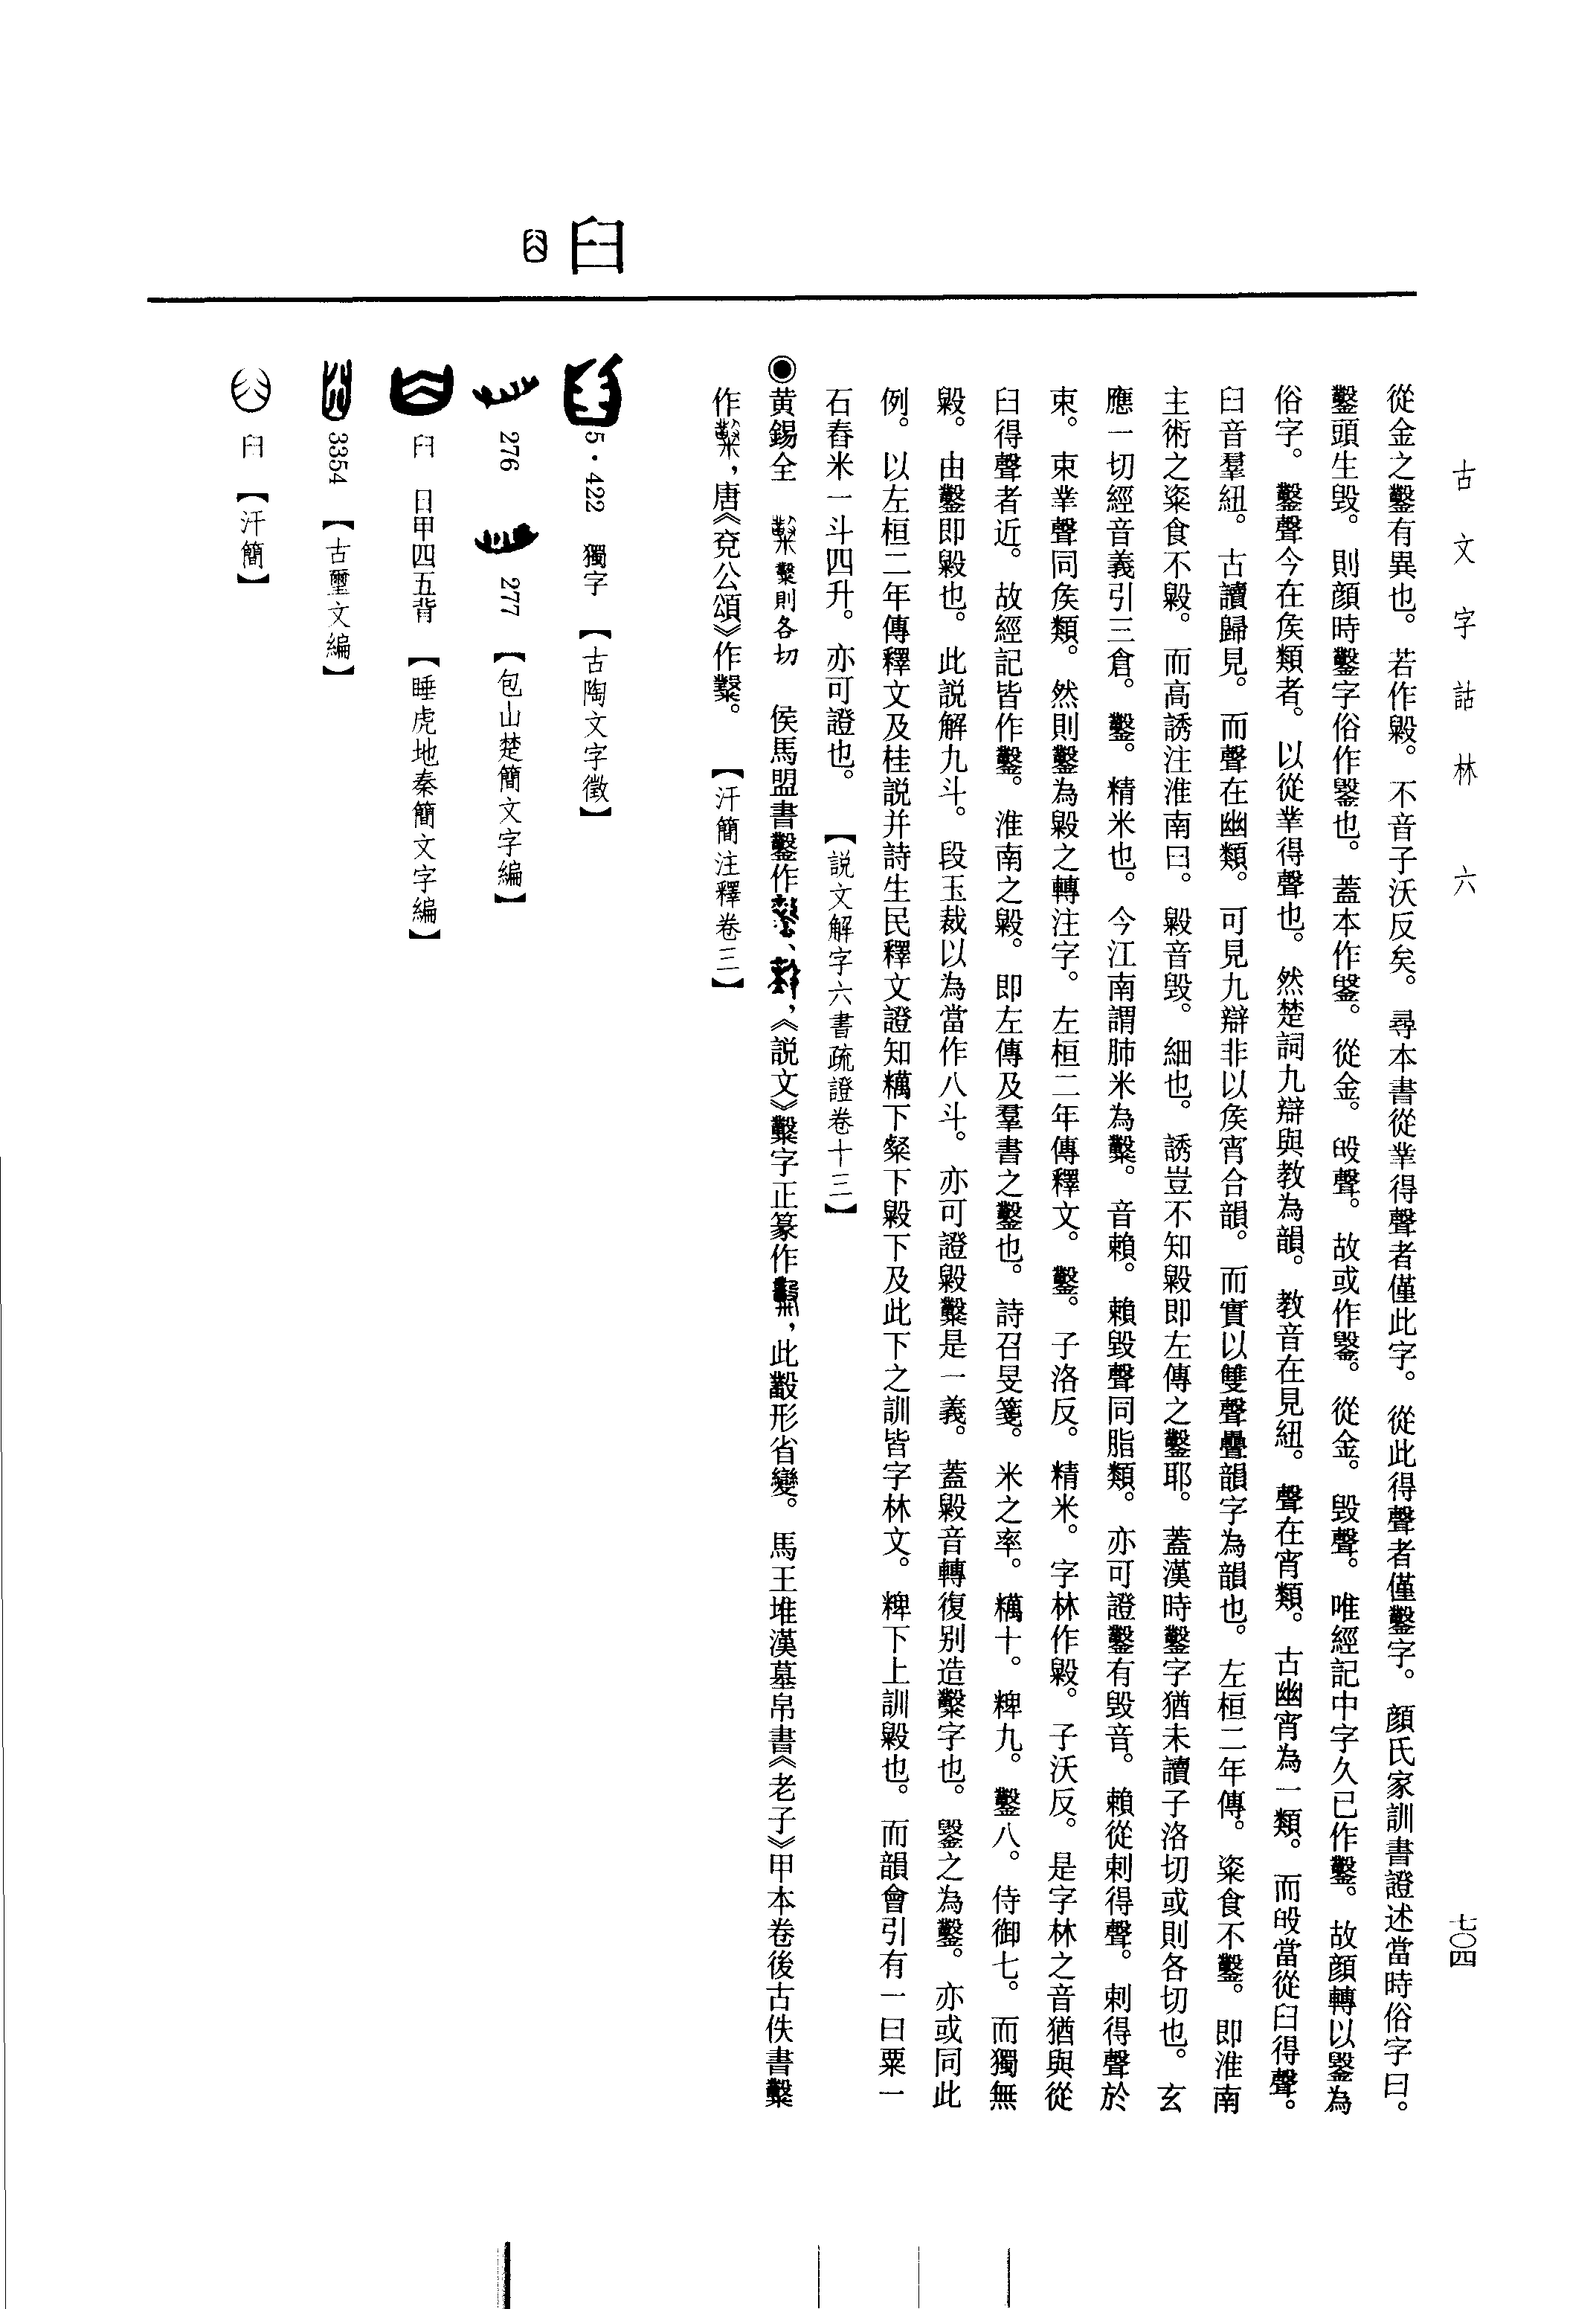 古文字詁林　六
七〇四
從金之鑿有異也。若作毇。不音子沃反矣。尋本書從丵得聲者僅此字。從此得聲者僅鑿字。顏氏家訓書證述當時俗字曰。
鑿頭生毀。則顏時鑿字俗作毉也。蓋本作。從金。聲。故或作。從金。毀聲。唯經記中字久已作鑿。故顏轉以為
俗字。鑿聲今在矦類者。以從丵得聲也。然楚詞九辯與教為韻。教音在見紐。聲在宵類。古幽宵為一類。而當從臼得聲。
臼音羣紐。古讀歸見。而聲在幽類。可見九辯非以矦宵合韻。而實以雙聲疊韻字為韻也。左桓二年傳。粢食不鑿。即淮南
主術之粢食不毇。而高誘注淮南曰。毇音毀。細也。誘豈不知毇即左傳之鑿耶。蓋漢時鑿字猶未讀子洛切或則各切也。玄
應一切經音義引三倉。鑿。精米也。今江南謂肺米為糳。音賴。賴毀聲同脂類。亦可證鑿有毀音。賴從剌得聲。剌得聲於
束。束丵聲同矦類。然則鑿為毇之轉注字。左桓二年傳釋文。鑿。子洛反。精米。字林作毇。子沃反。是字林之音猶與從
臼得聲者近。故經記皆作鑿。淮南之毇。即左傳及羣書之鑿也。詩召旻箋。米之率。糲十。粺九。鑿八。侍御七。而獨無
毇。由鑿即毇也。此說解九斗。段玉裁以為當作八斗。亦可證毇糳是一義。蓋毇音轉復別造糳字也。之為鑿。亦或同此
例。以左桓二年傳釋文及桂說并詩生民釋文證知糲下粲下毇下及此下之訓皆字林文。粺下上訓毇也。而韻會引有一曰粟一
石舂米一斗四升。亦可證也。　【說文解字六書疏證卷十三】
◉黃錫全　糳則各切　侯馬盟書鑿作、，《說文》糳字正篆作，此形省變。馬王堆漢墓帛書《老子》甲本卷後古佚書糳
作，唐《兗公頌》作。　【汗簡注釋卷三】
臼
5·422　獨字　【古陶文字徵】
276　277　【包山楚簡文字編】
臼　日甲四五背　【睡虎地秦簡文字編】
3354　【古璽文編】
臼　【汗簡】